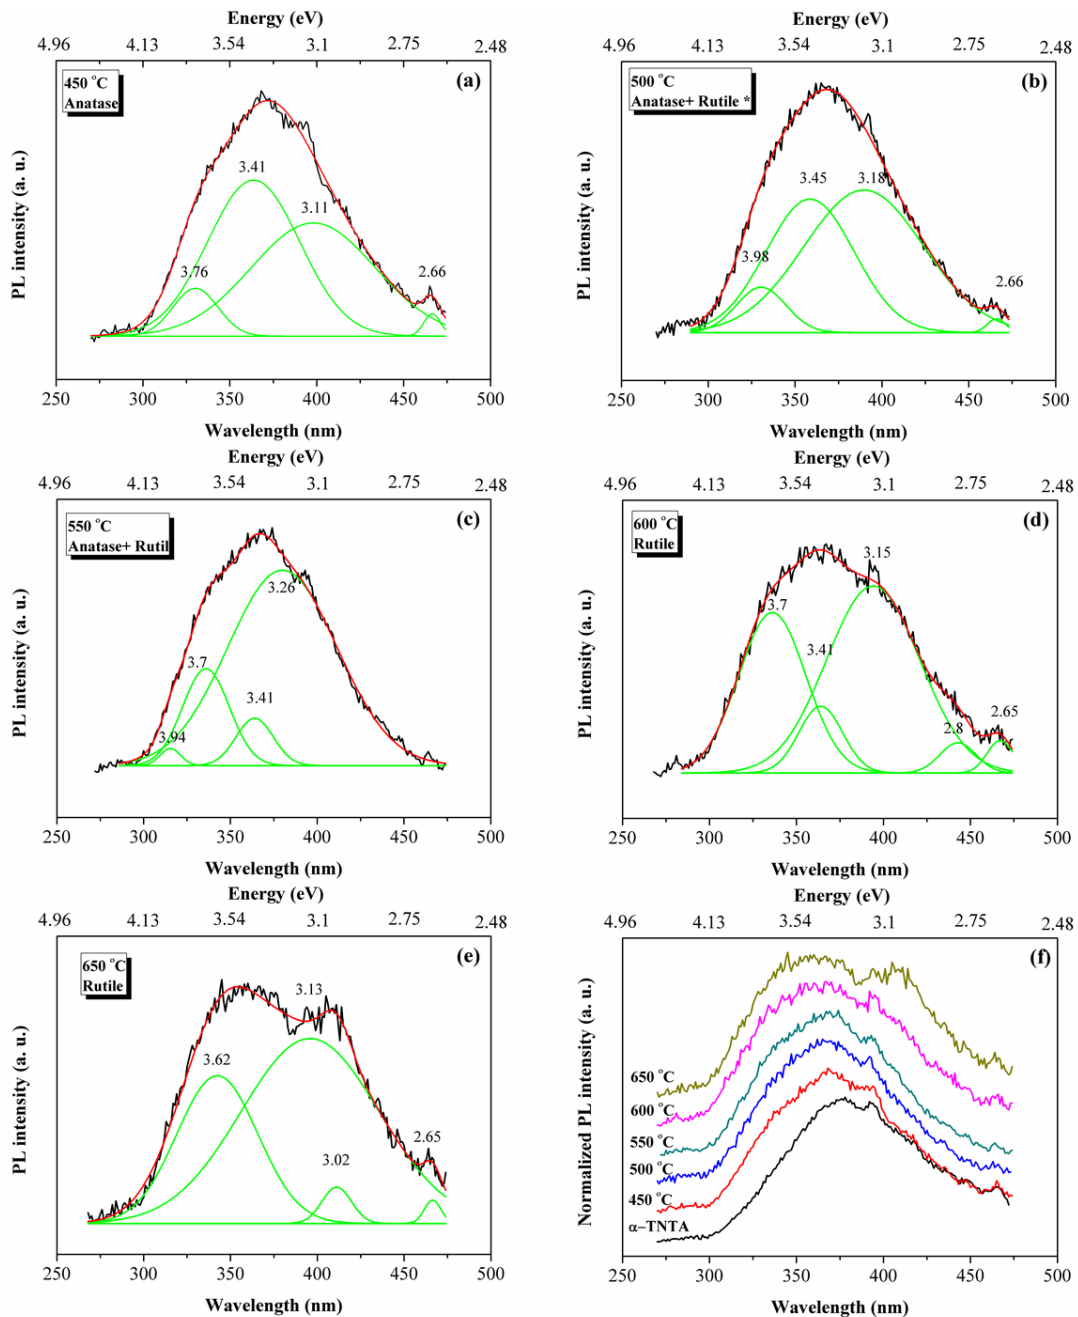 Energy (eV)
4.96 4.13 3.54 3.1 2.75 2.48
450 °C
Anatase
(a)
3.41
3.11
3.76
2.66
PL intensity (a. u.)
250 300 350 400 450 500
Wavelength (nm)
Energy (eV)
4.96 4.13 3.54 3.1 2.75 2.48
500 °C
Anatase+ Rutile *
(b)
3.45 3.18
3.98
2.66
PL intensity (a. u.)
250 300 350 400 450 500
Wavelength (nm)
Energy (eV)
4.96 4.13 3.54 3.1 2.75 2.48
550 °C
Anatase+ Rutil
(c)
3.26
3.7
3.41
3.94
PL intensity (a. u.)
250 300 350 400 450 500
Wavelength (nm)
Energy (eV)
4.96 4.13 3.54 3.1 2.75 2.48
600 °C
Rutile
(d)
3.15
3.7
3.41
2.65
2.8
PL intensity (a. u.)
250 300 350 400 450 500
Wavelength (nm)
Energy (eV)
4.96 4.13 3.54 3.1 2.75 2.48
650 °C
Rutile
(e)
3.13
3.62
2.65
3.02
PL intensity (a. u.)
250 300 350 400 450 500
Wavelength (nm)
Energy (eV)
4.96 4.13 3.54 3.1 2.75 2.48
(f)
650 °C
600 °C
550 °C
500 °C
450 °C
α-TNTA
Normalized PL intensity (a. u.)
250 300 350 400 450 500
Wavelength (nm)